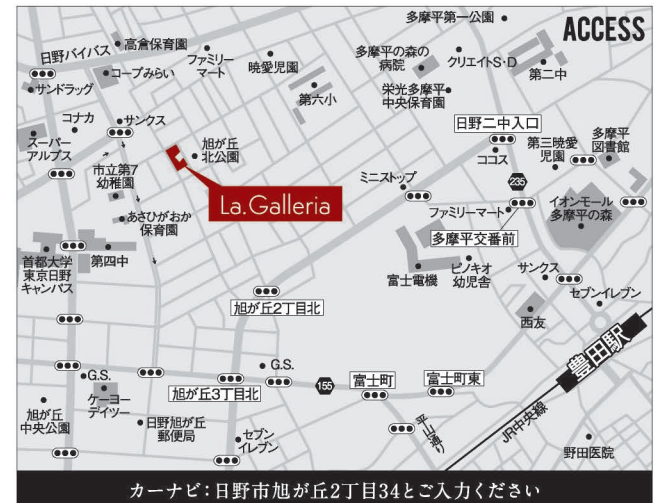 ACCESS
多摩平第一公園
日野バイパス
高倉保育園
ファミリー
マート
暁愛児園
多摩平の森の
病院
クリエイトS・D
第二中
コープみらい
サンドラッグ
第六小
栄光多摩平
中央保育園
コナカ
サンクス
スーパー
アルプス
旭が丘
北公園
日野二中入口
ココス
第三暁愛
児園
多摩平
図書館
市立第7
幼稚園
ミニストップ
235
La.Galleria
ファミリーマート
イオンモール
多摩平の森
あさひがおか
保育園
多摩平交番前
首都大学
東京日野
キャンパス
第四中
富士電機
ピノキオ
幼児舎
サンクス
セブンイレブン
旭が丘2丁目北
西友
豊田駅
G.S.
G.S.
155
富士町
富士町東
旭が丘3丁目北
ケーヨー
デイツー
旭が丘
中央公園
日野旭が丘
郵便局
セブン
イレブン
平山通り
JR中央線
野田医院
カーナビ：日野市旭が丘2丁目34とご入力ください